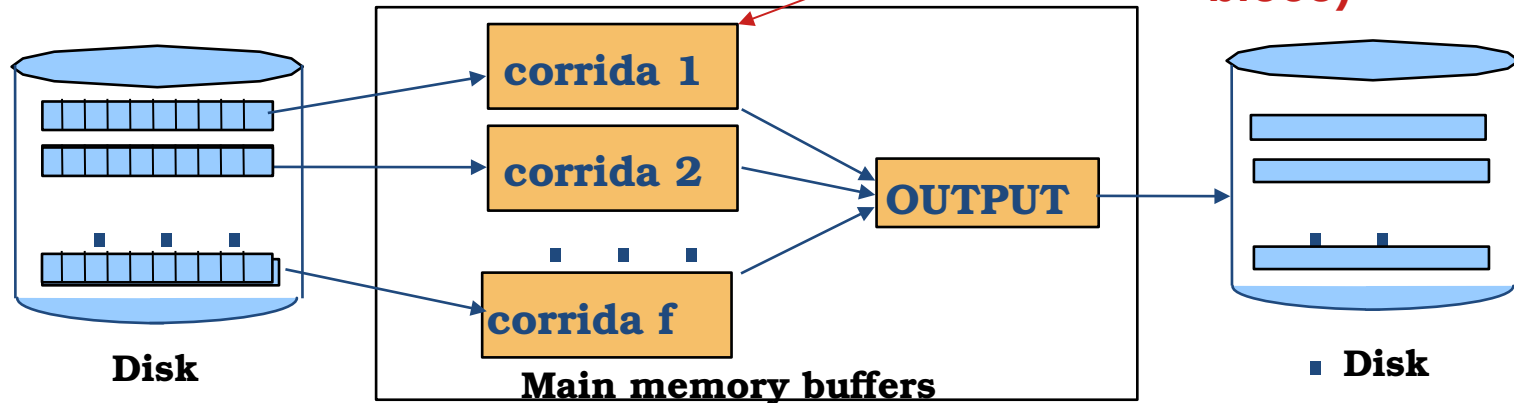 corrida 1
corrida 2
OUTPUT
corrida f
Disk
Main memory buffers
Disk